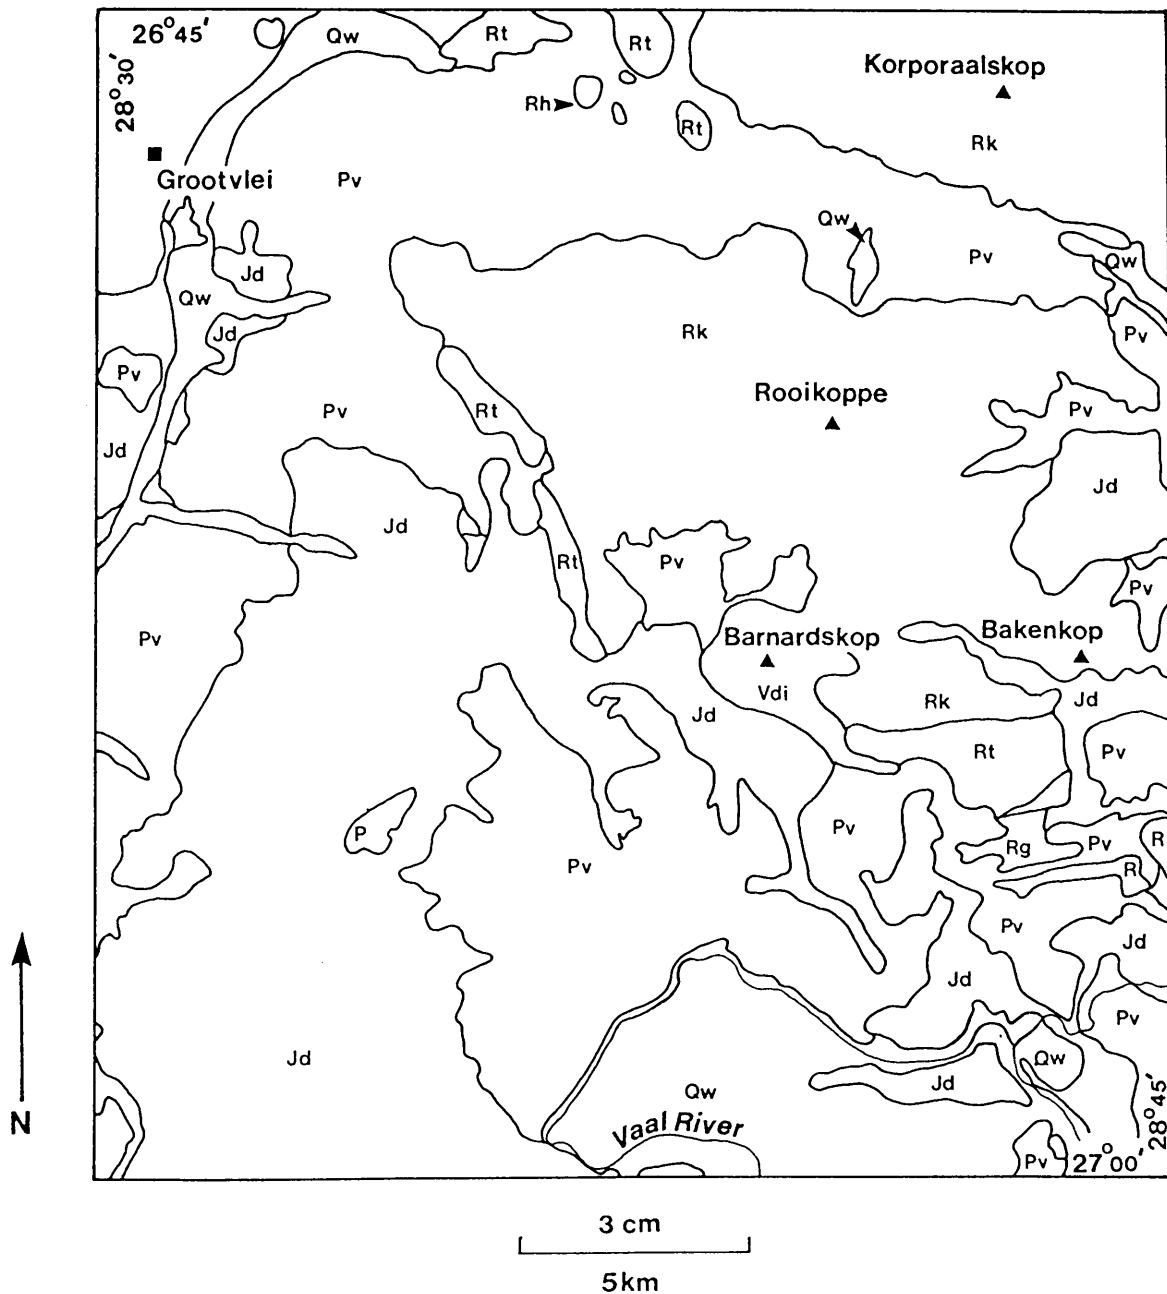 26°45'
Qw
Rt
Rt
Korporaalskop
28°30'
Rh
Rt
Rk
Grootvlei
Pv
Qw
Pv
Qw
Jd
Qw
Rk
Jd
Pv
Pv
Rooikoppe
Pv
Rt
Pv
Jd
Jd
Jd
Rt
Pv
Pv
Pv
Barnardskop
Bakenkop
Vdi
Rk
Jd
Jd
Rt
Pv
P
Pv
Rg
Pv
R
Pv
R
Pv
Jd
Jd
Pv
Jd
Qw
Jd
Qw
28°45'
Vaal River
Pv
27°00'
N
3 cm
5km